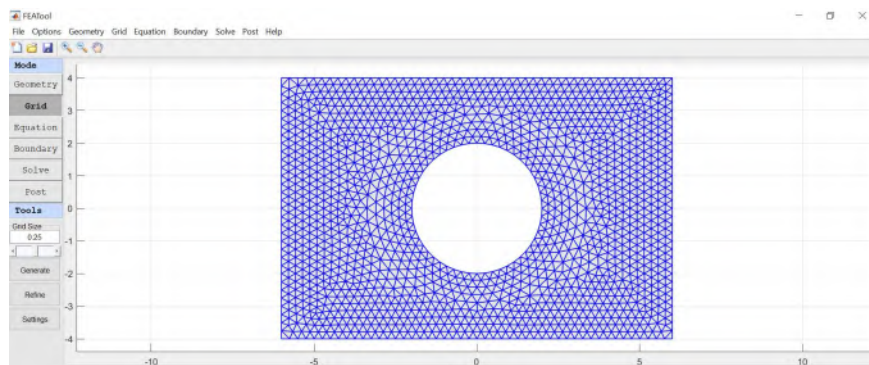 FEATool
File Options Geometry Grid Equation Boundary Solve Post Help
Mode
Geometry
Grid
Equation
Boundary
Solve
Post
Tools
Grid Size
0.25
Generate
Refine
Settings
4
3
2
1
0
-1
-2
-3
-4
-10 -5 0 5 10